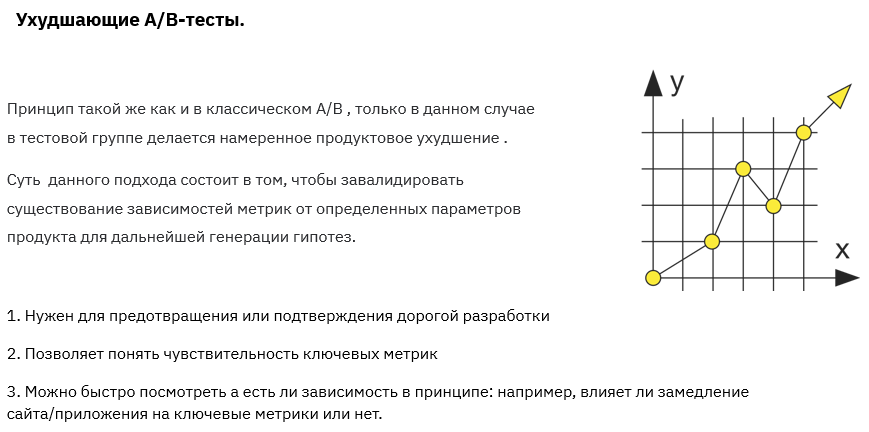 Ухудшающие A/B-тесты.
Принцип такой же как и в классическом A/B , только в данном случае
в тестовой группе делается намеренное продуктовое ухудшение .
Суть  данного подхода состоит в том, чтобы завалидировать
существование зависимостей метрик от определенных параметров
продукта для дальнейшей генерации гипотез.
y
x
1. Нужен для предотвращения или подтверждения дорогой разработки
2. Позволяет понять чувствительность ключевых метрик
3. Можно быстро посмотреть а есть ли зависимость в принципе: например, влияет ли замедление
сайта/приложения на ключевые метрики или нет.